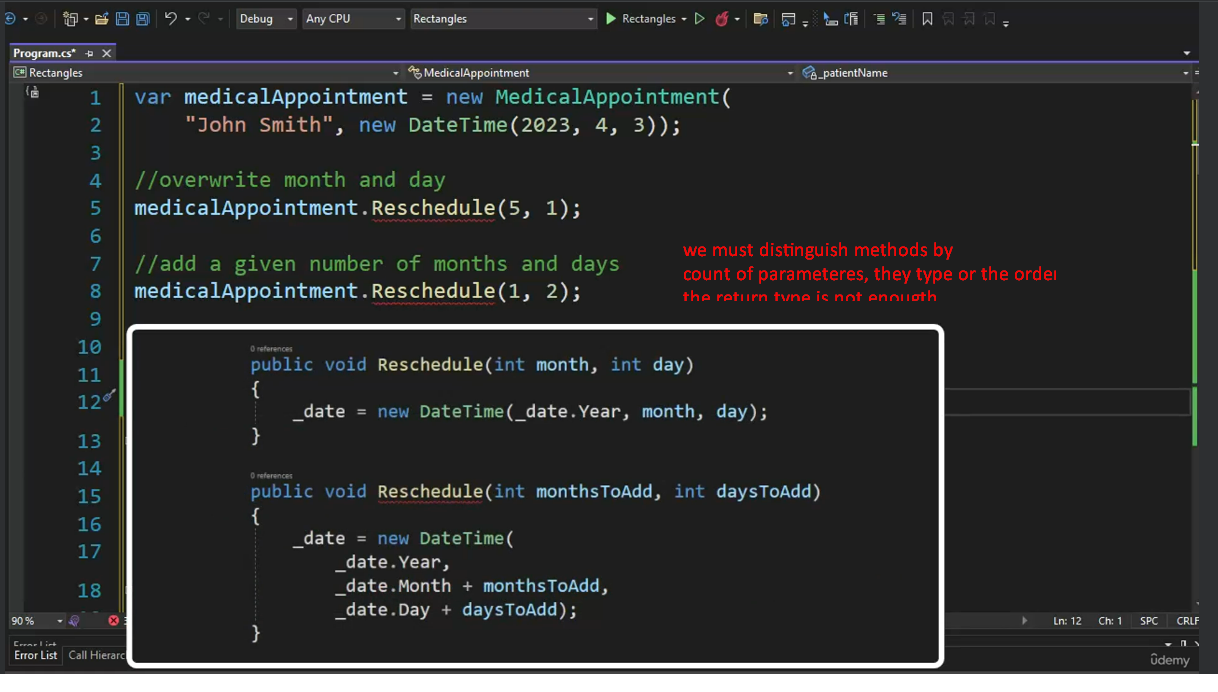 Debug
Any CPU
Rectangles
Rectangles
Program.cs*
C# Rectangles
MedicalAppointment
_patientName
1 var medicalAppointment = new MedicalAppointment(
2 "John Smith", new DateTime(2023, 4, 3));
3
4 //overwrite month and day
5 medicalAppointment.Reschedule(5, 1);
6
7 //add a given number of months and days
8 medicalAppointment.Reschedule(1, 2);
9
10
11
12
13
14
15
16
17
18
we must distinguish methods by
count of parameteres, they type or the order
the return type is not enougth
0 references
public void Reschedule(int month, int day)
{
_date = new DateTime(_date.Year, month, day);
}
0 references
public void Reschedule(int monthsToAdd, int daysToAdd)
{
_date = new DateTime(
_date.Year,
_date.Month + monthsToAdd,
_date.Day + daysToAdd);
}
90 %
Ln: 12 Ch: 1 SPC CRLF
Error List
Error List Call Hierarc
ûdemy